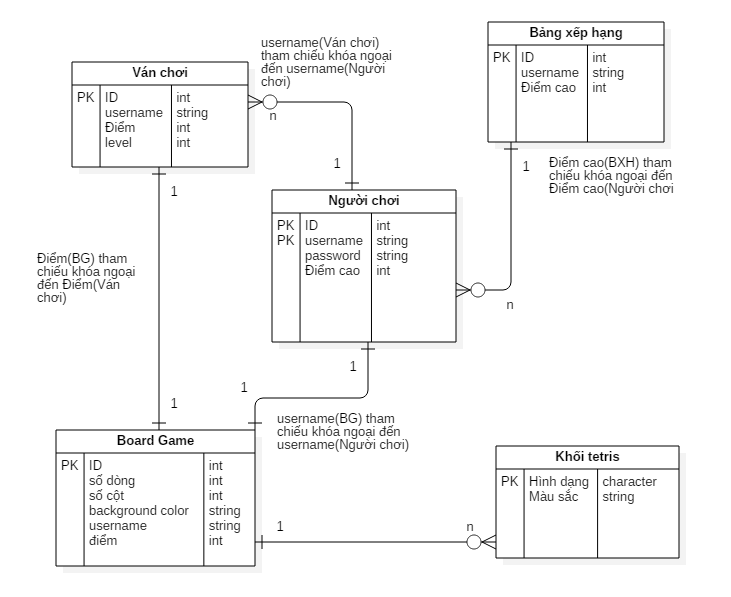 username(Ván chơi)
tham chiếu khóa ngoại
đến username(Người
chơi)
Bảng xếp hạng
PK ID int
username string
Điểm cao int
Ván chơi
PK ID int
username string
Điểm int
level int
n
1
1
Điểm cao(BXH) tham
chiếu khóa ngoại đến
Điểm cao(Người chơi
1
Người chơi
PK ID int
PK username string
password string
Điểm cao int
n
Điểm(BG) tham
chiếu khóa ngoại
đến Điểm(Ván
chơi)
1
1
1
username(BG) tham
chiếu khóa ngoại đến
username(Người chơi)
Board Game
PK ID int
số dòng int
số cột int
background color string
username string
điểm int
1
n
Khối tetris
PK Hình dạng character
Màu sắc string